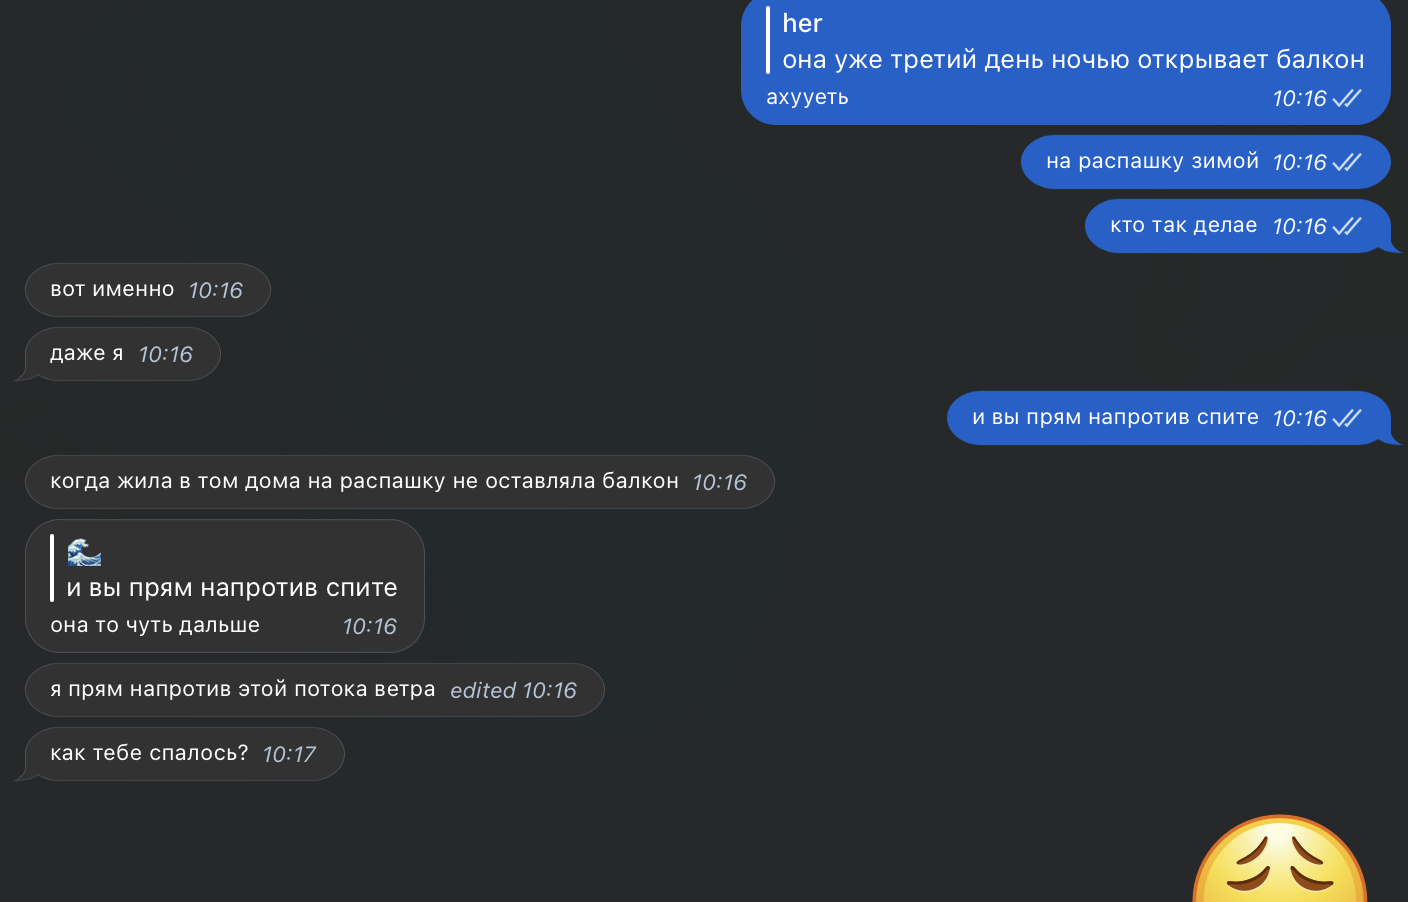 her
она уже третий день ночью открывает балкон
ахууеть 10:16
на распашку зимой 10:16
кто так делае 10:16
вот именно 10:16
даже я 10:16
и вы прям напротив спите 10:16
когда жила в том дома на распашку не оставляла балкон 10:16
🌊
и вы прям напротив спите
она то чуть дальше 10:16
я прям напротив этой потока ветра edited 10:16
как тебе спалось? 10:17